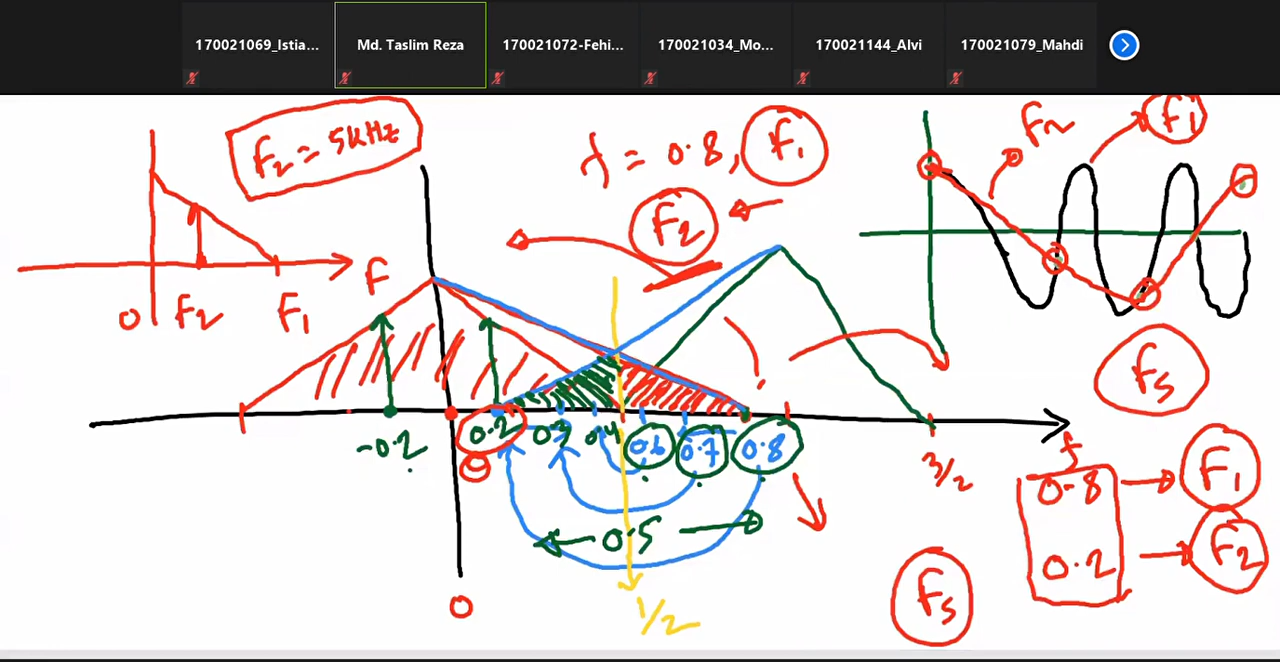 170021069_Istia...
Md. Taslim Reza
170021072-Fehi...
170021034_Mo...
170021144_Alvi
170021079_Mahdi
F2 = 5kHz
f = 0.8, F1
F2
F2
F1
0
F2
F1
F
-0.2
0.2
0.3
0.4
0.6
0.7
0.8
3/2
f
0.5
0
1/2
Fs
0.8
F1
0.2
F2
Fs